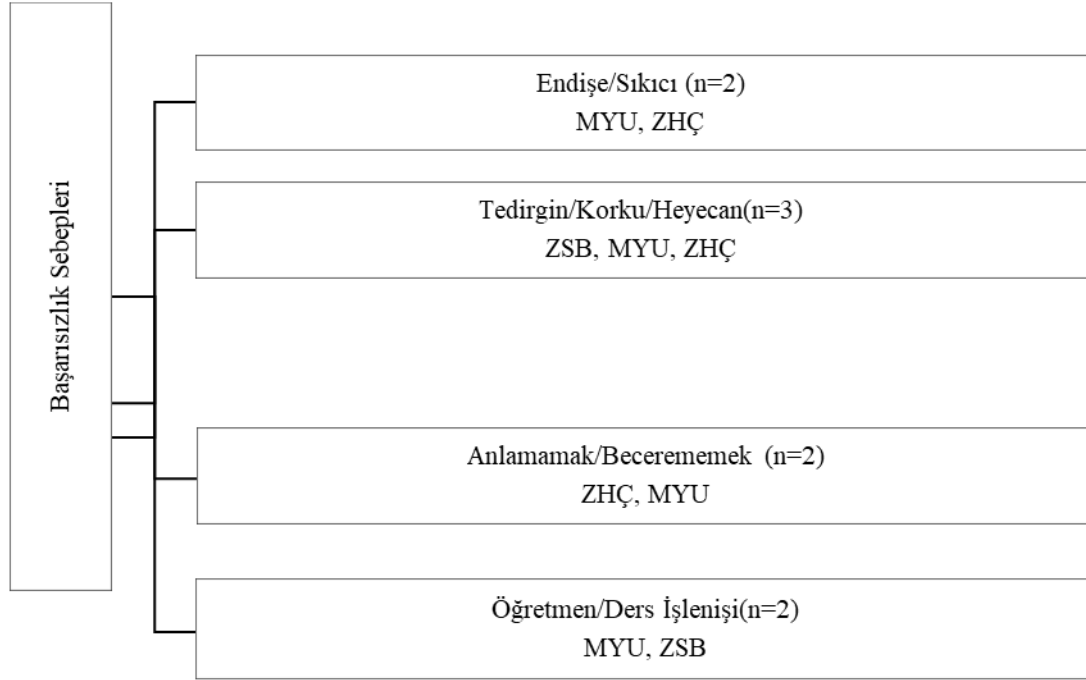 Başarısızlık Sebepleri
Endişe/Sıkıcı (n=2)
MYU, ZHÇ
Tedirgin/Korku/Heyecan(n=3)
ZSB, MYU, ZHÇ
Anlamamak/Becerememek (n=2)
ZHÇ, MYU
Öğretmen/Ders İşlenişi(n=2)
MYU, ZSB